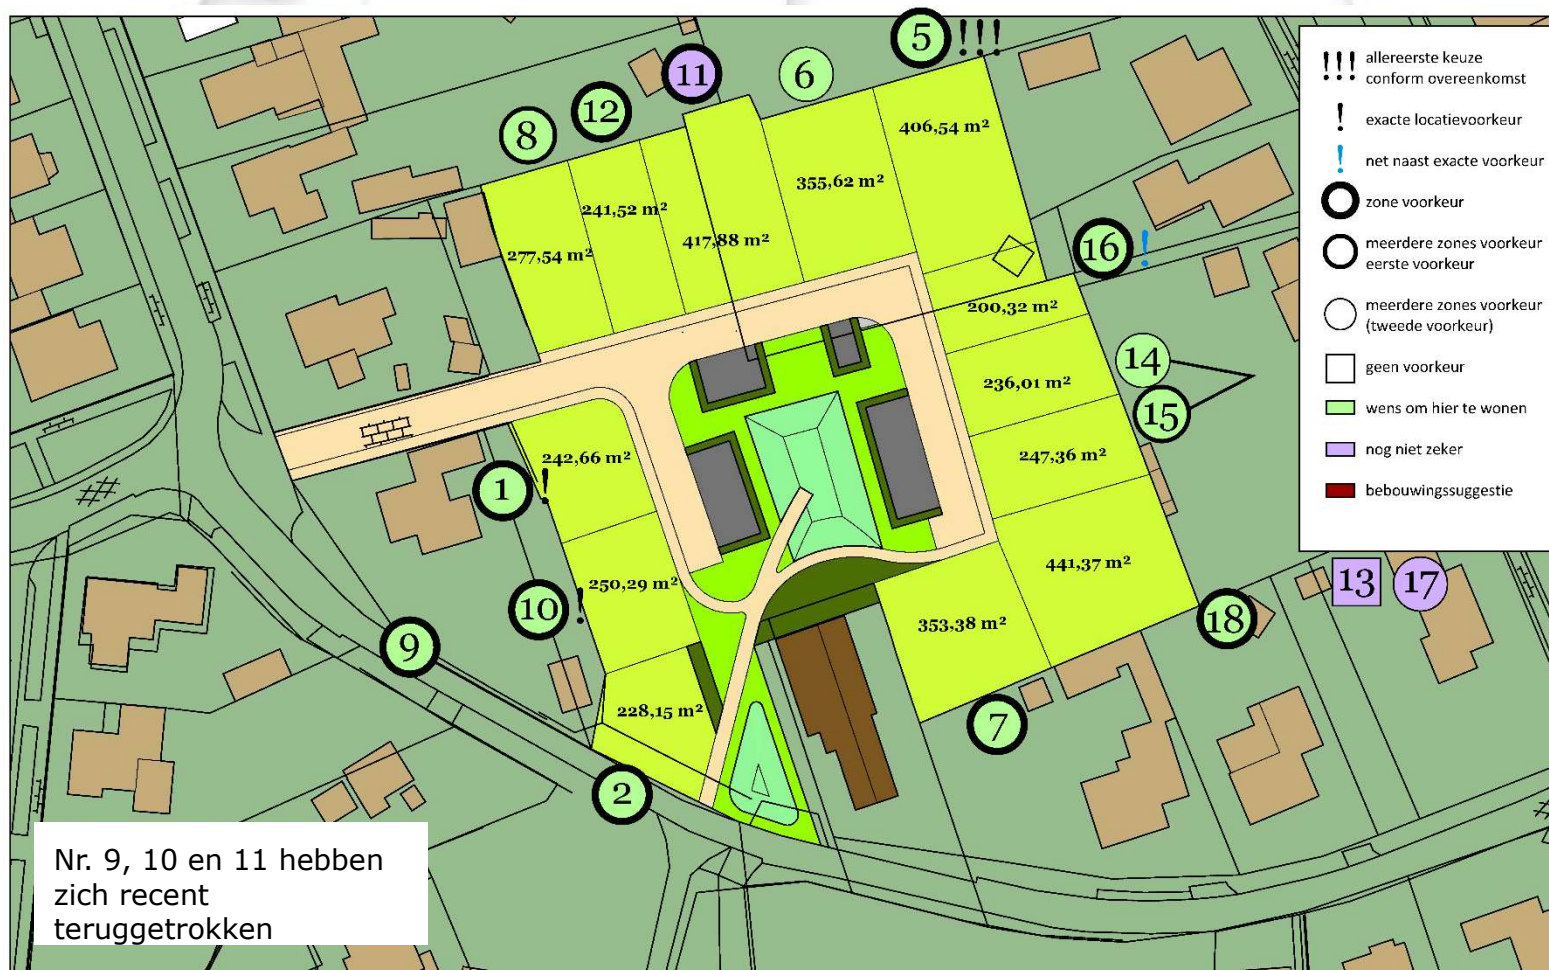 5 !!!
6
11
12
8
406,54 m²
355,62 m²
241,52 m²
417,88 m²
277,54 m²
16 !
200,32 m²
14
236,01 m²
15
242,66 m²
247,36 m²
1 !
441,37 m²
250,29 m²
10 !
353,38 m²
18
13
17
9
228,15 m²
7
2
!!! allereerste keuze
conform overeenkomst
! exacte locatievoorkeur
! net naast exacte voorkeur
zone voorkeur
meerdere zones voorkeur
eerste voorkeur
meerdere zones voorkeur
(tweede voorkeur)
geen voorkeur
wens om hier te wonen
nog niet zeker
bebouwingssuggestie
Nr. 9, 10 en 11 hebben
zich recent
teruggetrokken